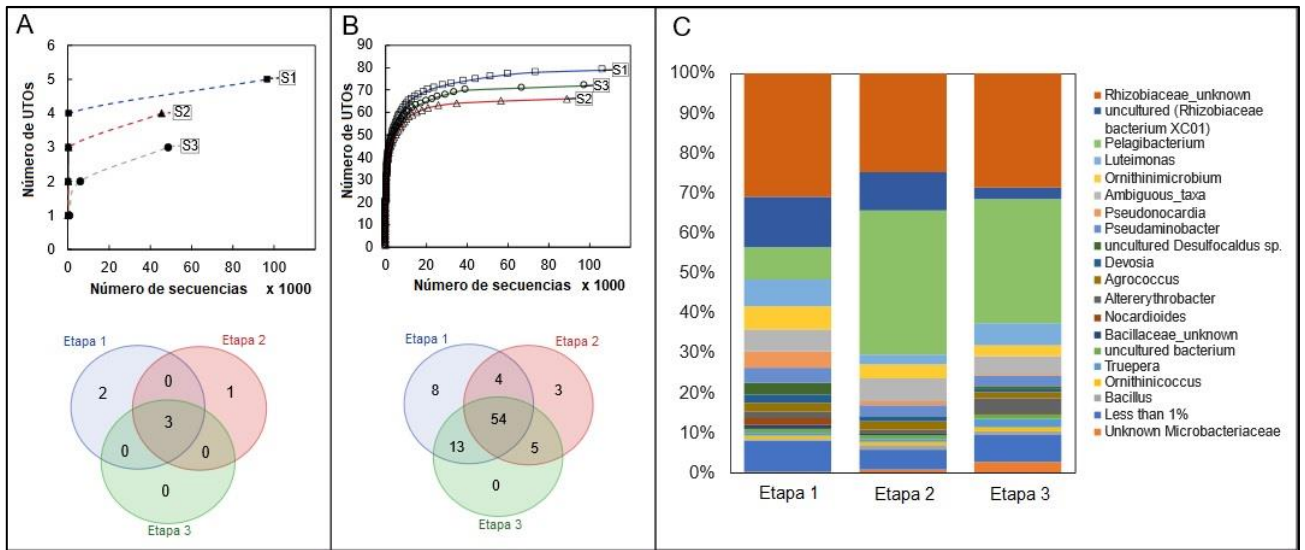 A
Número de UTOs
6
5
4
3
2
1
0
S1
S2
S3
0 20 40 60 80 100
Número de secuencias x 1000
Etapa 1
Etapa 2
2
0
1
3
0
0
0
Etapa 3
B
Número de UTOs
90
80
70
60
50
40
30
20
10
0
S1
S3
S2
0 20 40 60 80 100
Número de secuencias x 1000
Etapa 1
Etapa 2
8
4
3
54
13
5
0
Etapa 3
C
100%
90%
80%
70%
60%
50%
40%
30%
20%
10%
0%
Etapa 1 Etapa 2 Etapa 3
Rhizobiaceae_unknown
uncultured (Rhizobiaceae
bacterium XC01)
Pelagibacterium
Luteimonas
Ornithinimicrobium
Ambiguous_taxa
Pseudonocardia
Pseudaminobacter
uncultured Desulfocaldus sp.
Devosia
Agrococcus
Altererythrobacter
Nocardioides
Bacillaceae_unknown
uncultured bacterium
Truepera
Ornithinicoccus
Bacillus
Less than 1%
Unknown Microbacteriaceae